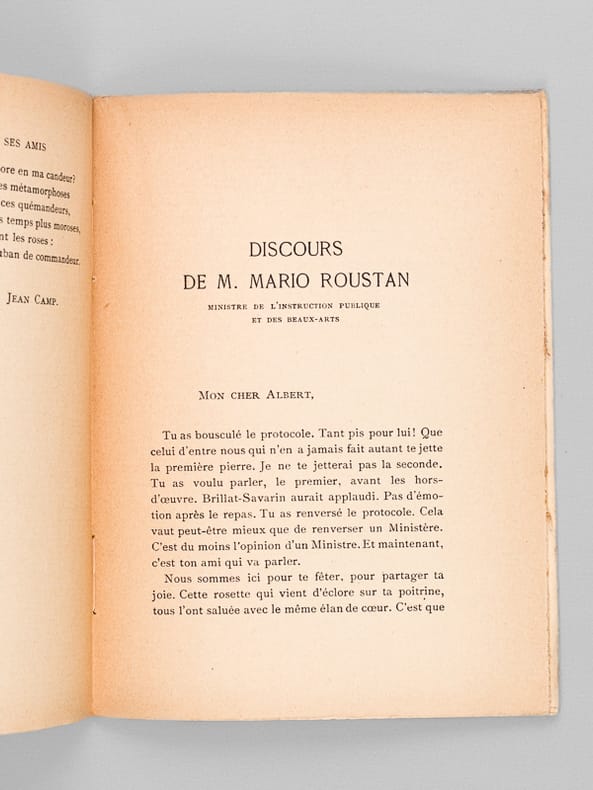 SES AMIS
ore en ma candeur?
es métamorphoses
ces quémandeurs,
s temps plus moroses,
nt les roses :
uban de commandeur.
JEAN CAMP.
DISCOURS
DE M. MARIO ROUSTAN
MINISTRE DE L'INSTRUCTION PUBLIQUE
ET DES BEAUX-ARTS
MON CHER ALBERT,
Tu as bousculé le protocole. Tant pis pour lui! Que
celui d'entre nous qui n'en a jamais fait autant te jette
la première pierre. Je ne te jetterai pas la seconde.
Tu as voulu parler, le premier, avant les hors-
d'œuvre. Brillat-Savarin aurait applaudi. Pas d'émo-
tion après le repas. Tu as renversé le protocole. Cela
vaut peut-être mieux que de renverser un Ministère.
C'est du moins l'opinion d'un Ministre. Et maintenant,
c'est ton ami qui va parler.
Nous sommes ici pour te fêter, pour partager ta
joie. Cette rosette qui vient d'éclore sur ta poitrine,
tous l'ont saluée avec le même élan de cœur. C'est que